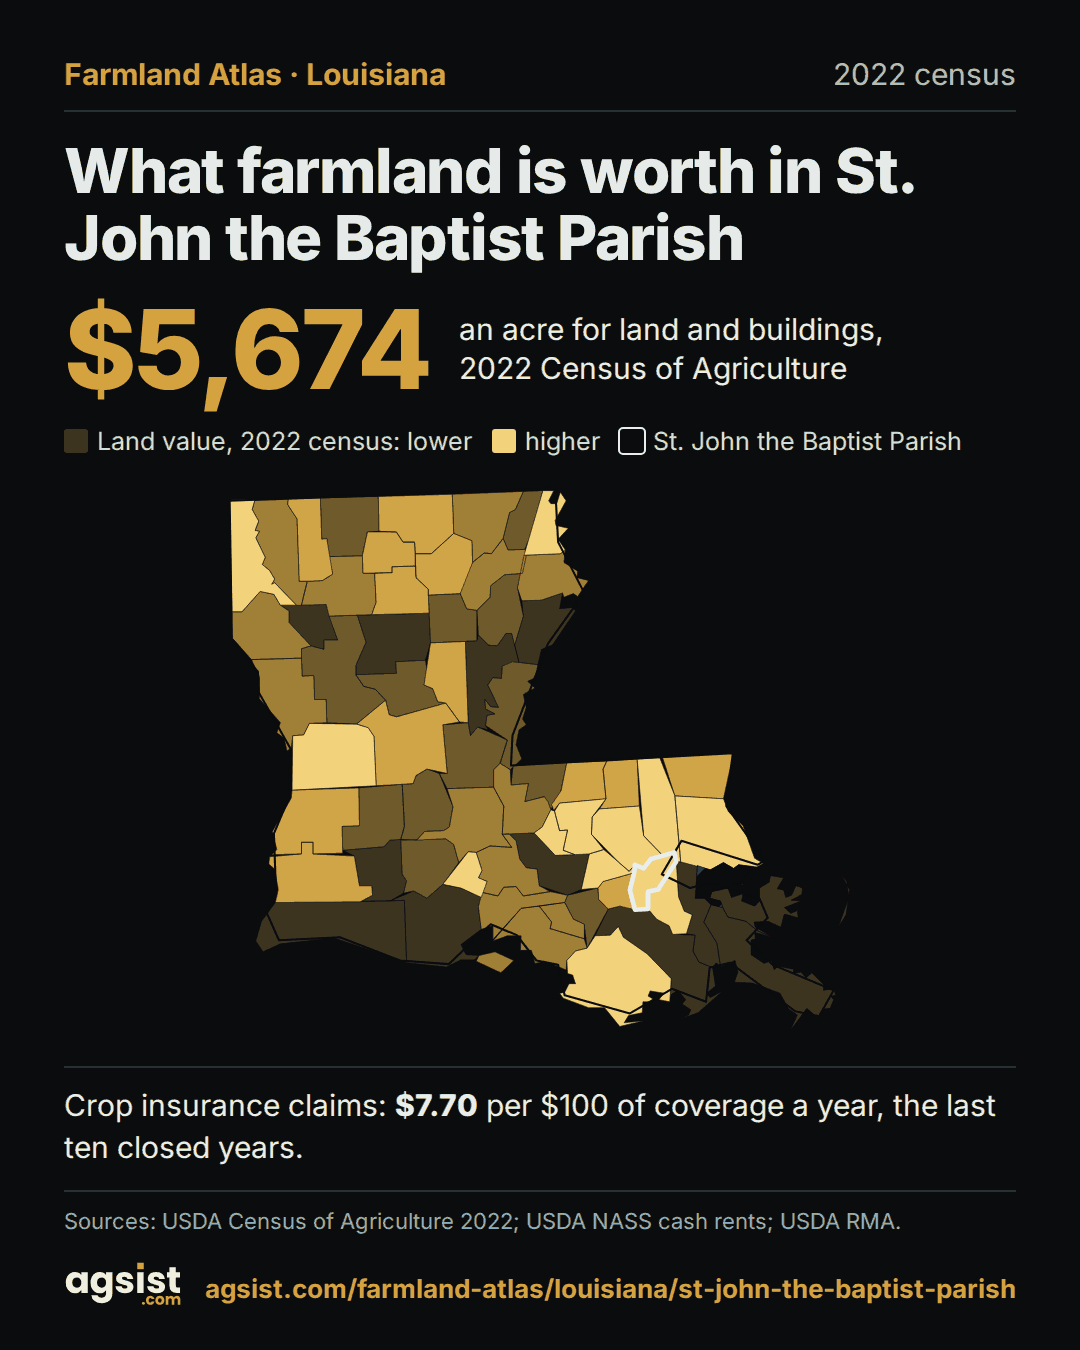 Farmland Atlas · Louisiana
2022 census
What farmland is worth in St.
John the Baptist Parish
$5,674
an acre for land and buildings,
2022 Census of Agriculture
Land value, 2022 census: lower
higher
St. John the Baptist Parish
Crop insurance claims: $7.70 per $100 of coverage a year, the last
ten closed years.
Sources: USDA Census of Agriculture 2022; USDA NASS cash rents; USDA RMA.
agsist
.com
agsist.com/farmland-atlas/louisiana/st-john-the-baptist-parish